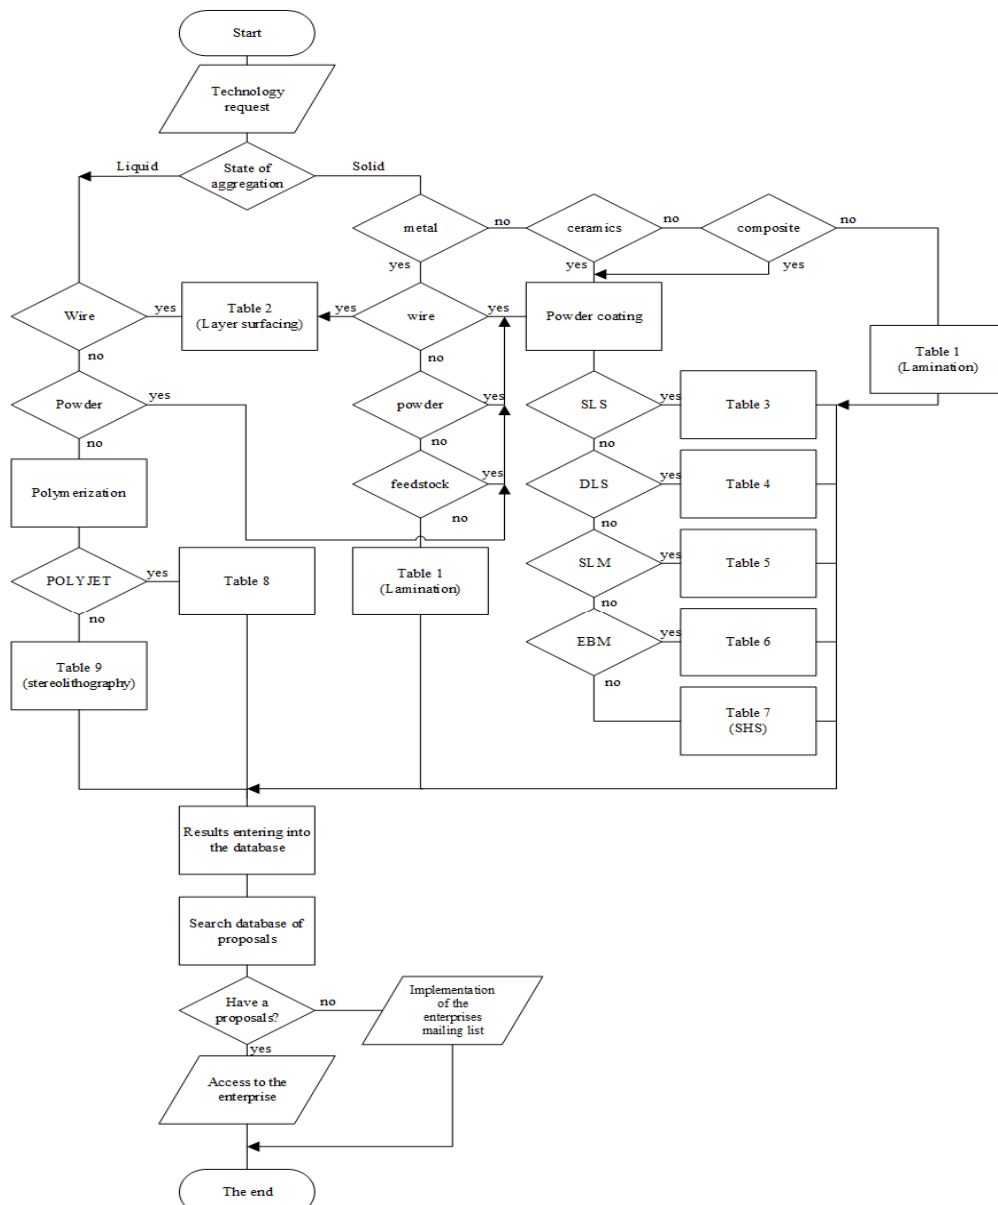 Start
Technology
request
Liquid
State of
aggregation
Solid
metal
no
ceramics
no
composite
no
yes
yes
yes
Wire
yes
Table 2
(Layer surfacing)
yes
wire
yes
Powder coating
Table 1
(Lamination)
no
no
Powder
yes
powder
yes
SLS
yes
Table 3
no
no
no
Polymerization
feedstock
yes
DLS
yes
Table 4
no
no
POLYJET
yes
Table 8
Table 1
(Lamination)
SLM
yes
Table 5
no
no
Table 9
(stereolithography)
EBM
yes
Table 6
no
Table 7
(SHS)
Results entering into
the database
Search database of
proposals
Have a
proposals?
no
Implementation
of the
enterprises
mailing list
yes
Access to the
enterprise
The end